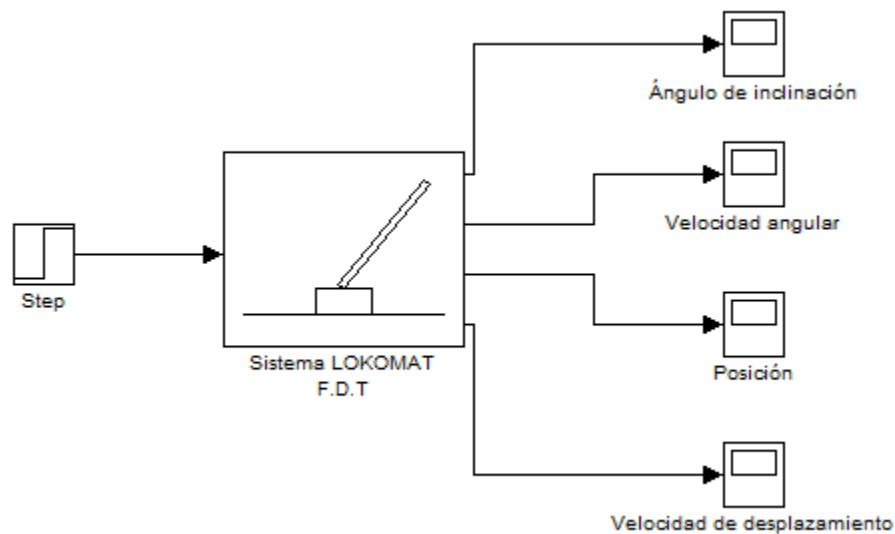 Ángulo de inclinación
Velocidad angular
Step
Sistema LOKOMAT
F.D.T
Posición
Velocidad de desplazamiento